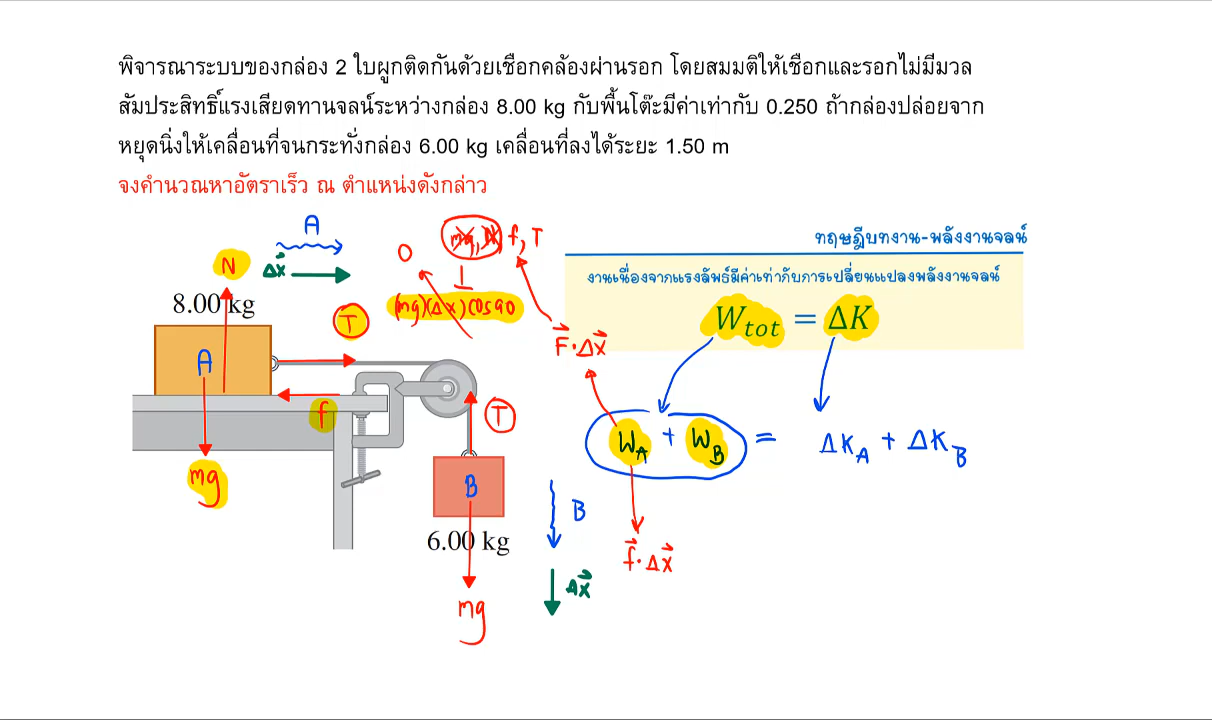 พิจารณาระบบของกล่อง 2 ใบผูกติดกันด้วยเชือกคล้องผ่านรอก โดยสมมติให้เชือกและรอกไม่มีมวล
สัมประสิทธิ์แรงเสียดทานจลน์ระหว่างกล่อง 8.00 kg กับพื้นโต๊ะมีค่าเท่ากับ 0.250 ถ้ากล่องปล่อยจาก
หยุดนิ่งให้เคลื่อนที่จนกระทั่งกล่อง 6.00 kg เคลื่อนที่ลงได้ระยะ 1.50 m
จงคำนวณหาอัตราเร็ว ณ ตำแหน่งดังกล่าว
A
mg, N, f, T
ทฤษฎีบทงาน-พลังงานจลน์
0
N
Δx
งานเนื่องจากแรงลัพธ์มีค่าเท่ากับการเปลี่ยนแปลงพลังงานจลน์
8.00 kg
(mg)(Δx)cos90
T
W_tot = ΔK
F·Δx
A
f
T
W_A + W_B = ΔK_A + ΔK_B
mg
B
B
6.00 kg
f·Δx
Δx
mg